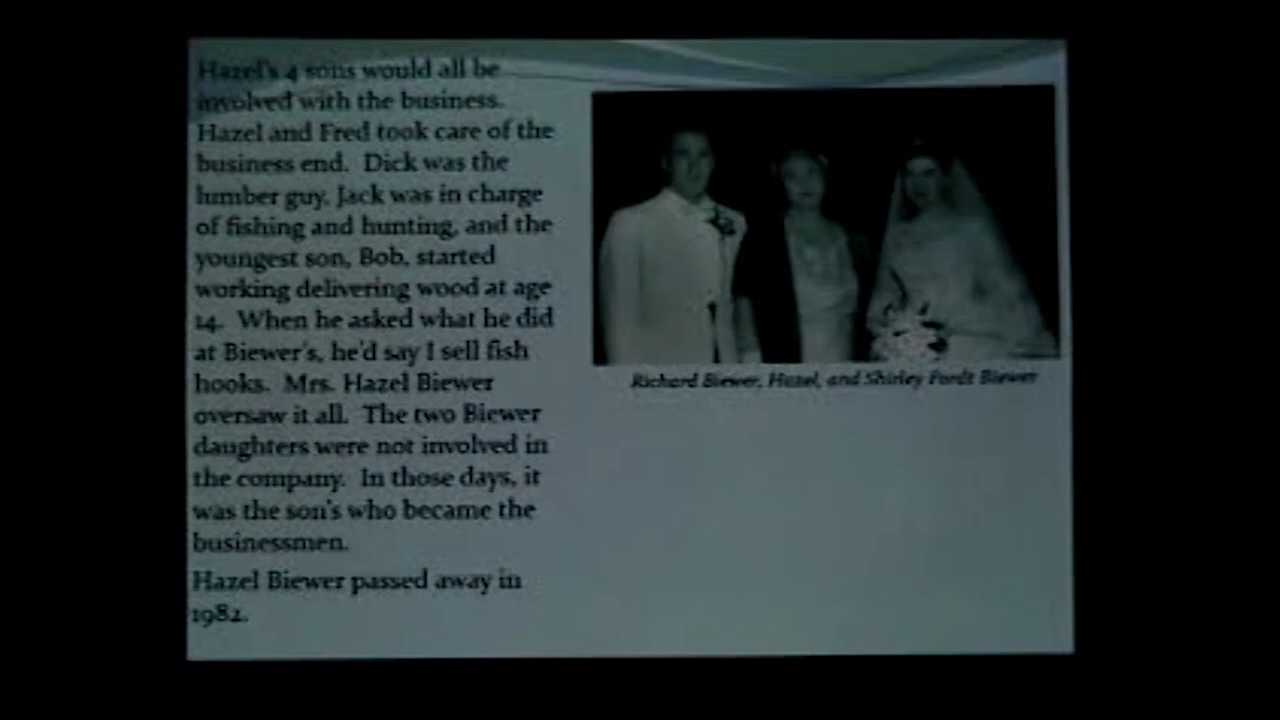 Hazel's 4 sons would all be
involved with the business.
Hazel and Fred took care of the
business end. Dick was the
lumber guy, Jack was in charge
of fishing and hunting, and the
youngest son, Bob, started
working delivering wood at age
14. When he asked what he did
at Biewer's, he'd say I sell fish
hooks. Mrs. Hazel Biewer
oversaw it all. The two Biewer
daughters were not involved in
the company. In those days, it
was the son's who became the
businessmen.
Hazel Biewer passed away in
1982.
Richard Biewer, Hazel, and Shirley Biewer